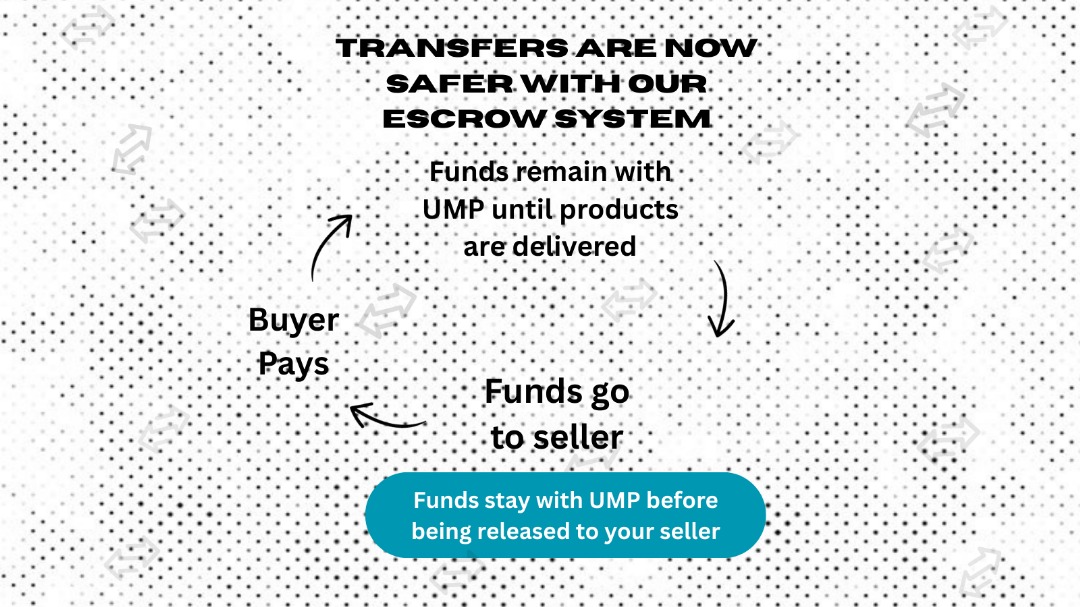 TRANSFERS ARE NOW
SAFER WITH OUR
ESCROW SYSTEM
Funds remain with
UMP until products
are delivered
Buyer
Pays
Funds go
to seller
Funds stay with UMP before
being released to your seller